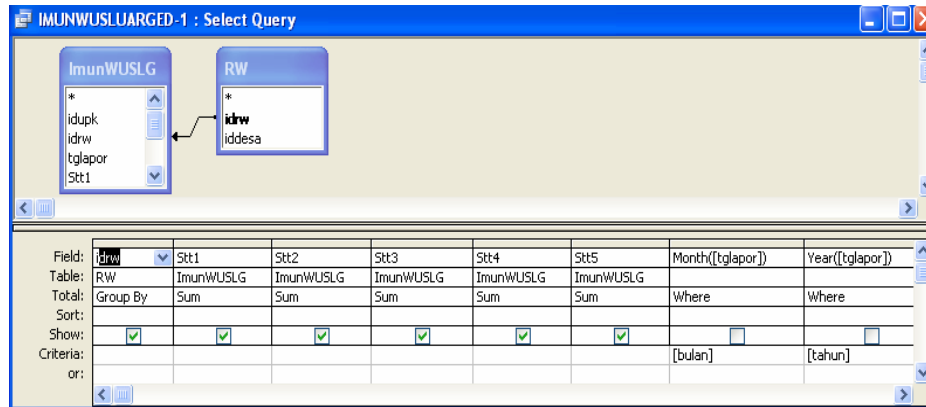 IMUNWUSLUARGED-1 : Select Query
ImunWUSLG
*
idupk
idrw
tglapor
Stt1
RW
*
idrw
iddesa
Field: idrw Stt1 Stt2 Stt3 Stt4 Stt5 Month([tglapor]) Year([tglapor])
Table: RW ImunWUSLG ImunWUSLG ImunWUSLG ImunWUSLG ImunWUSLG
Total: Group By Sum Sum Sum Sum Sum Where Where
Sort:
Show:
Criteria: [bulan] [tahun]
or: